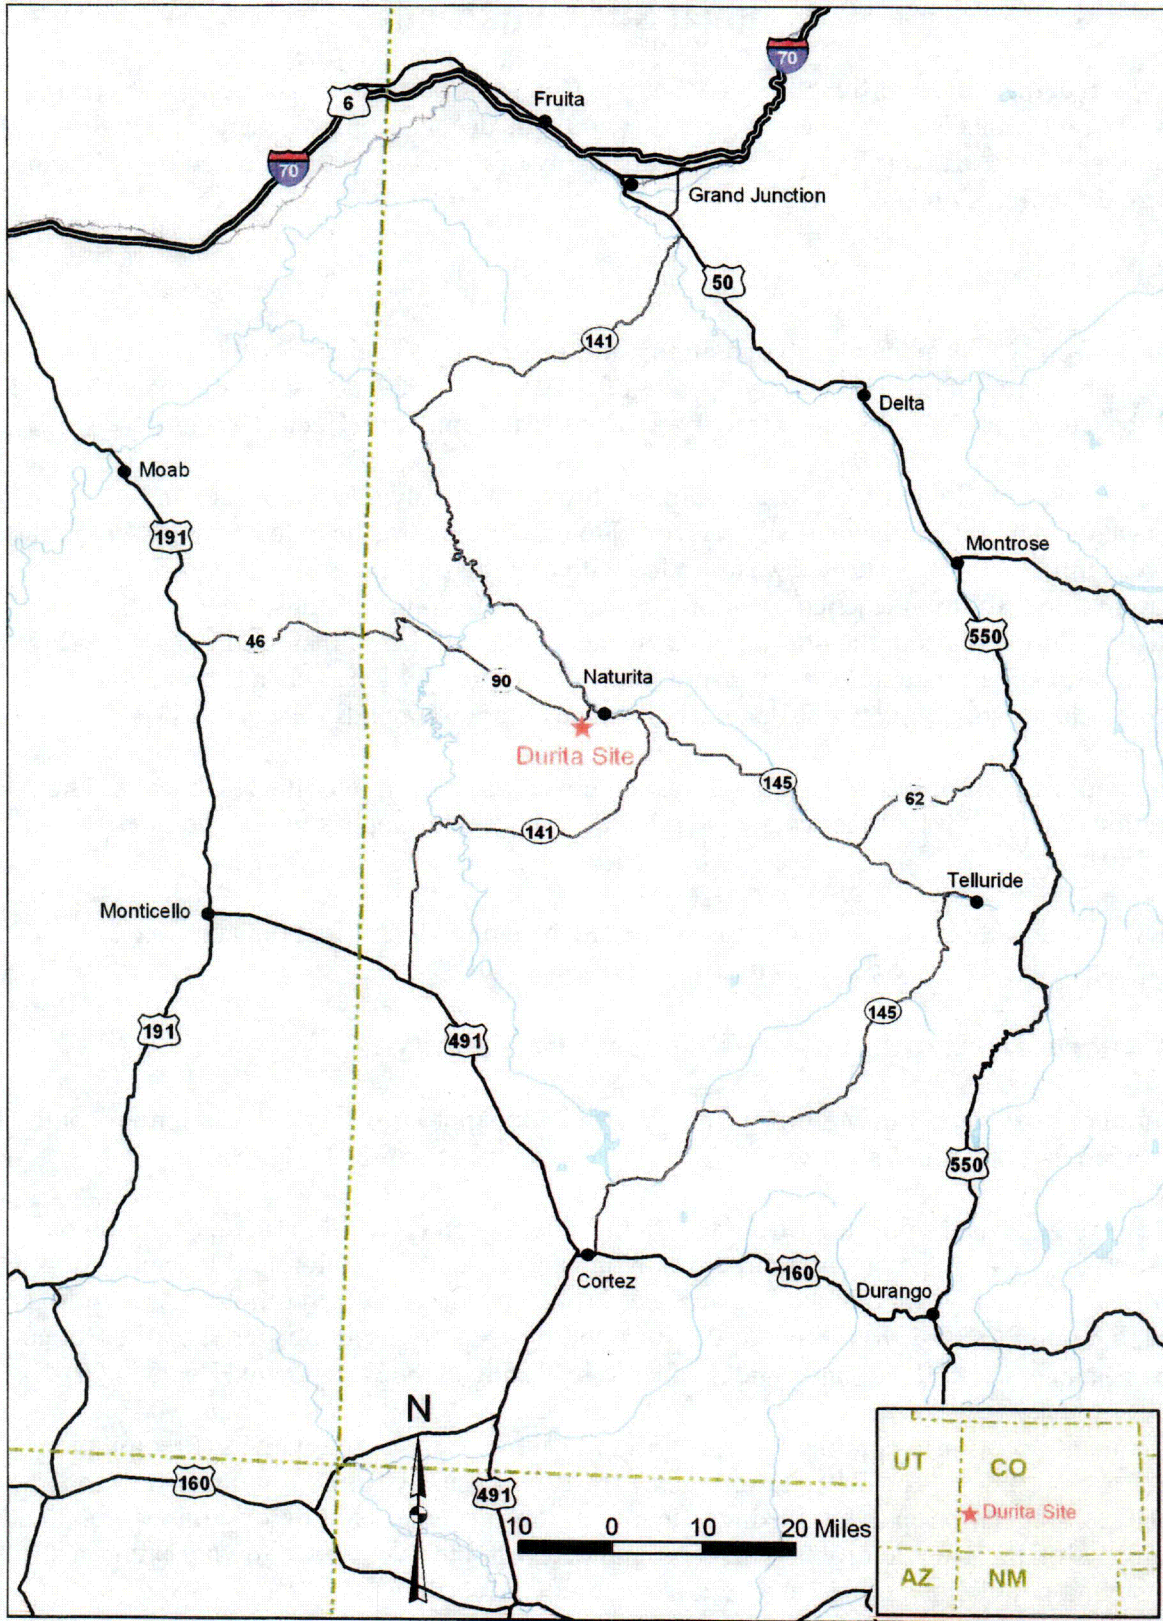 70
6
Fruita
70
Grand Junction
50
141
Delta
Moab
191
Montrose
550
46
90
Naturita
Durita Site
145
62
141
Telluride
Monticello
145
191
491
550
Cortez
160
Durango
N
UT
CO
160
491
Durita Site
10 0 10 20 Miles
AZ
NM